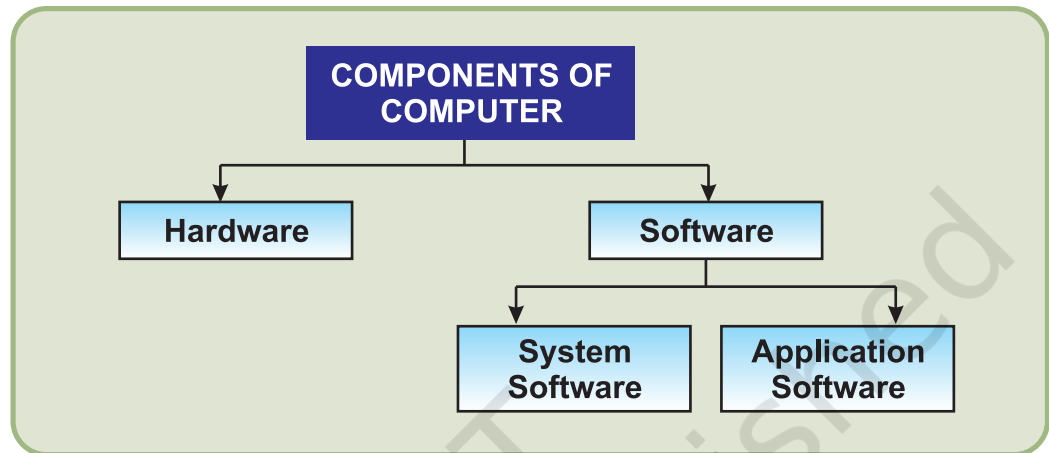 COMPONENTS OF
COMPUTER
Hardware
Software
System
Software
Application
Software